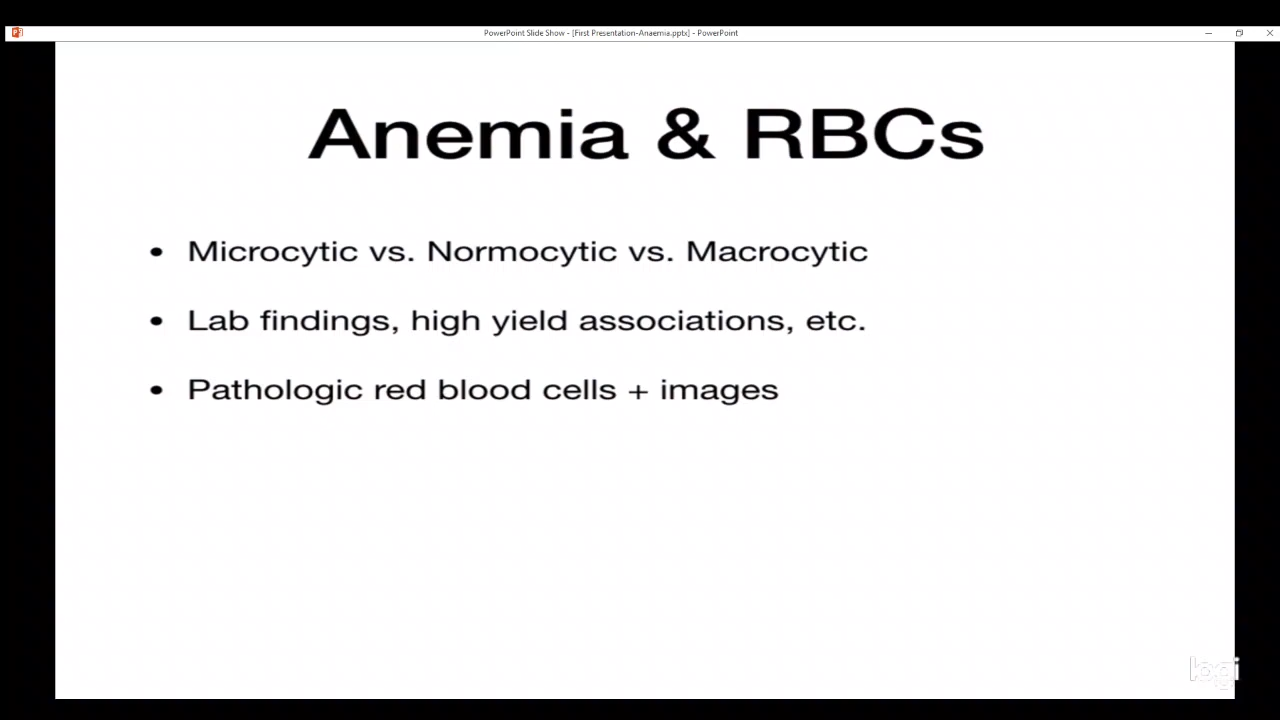 PowerPoint Slide Show - [First Presentation-Anaemia.pptx] - PowerPoint
Anemia & RBCs
• Microcytic vs. Normocytic vs. Macrocytic
• Lab findings, high yield associations, etc.
• Pathologic red blood cells + images
logi